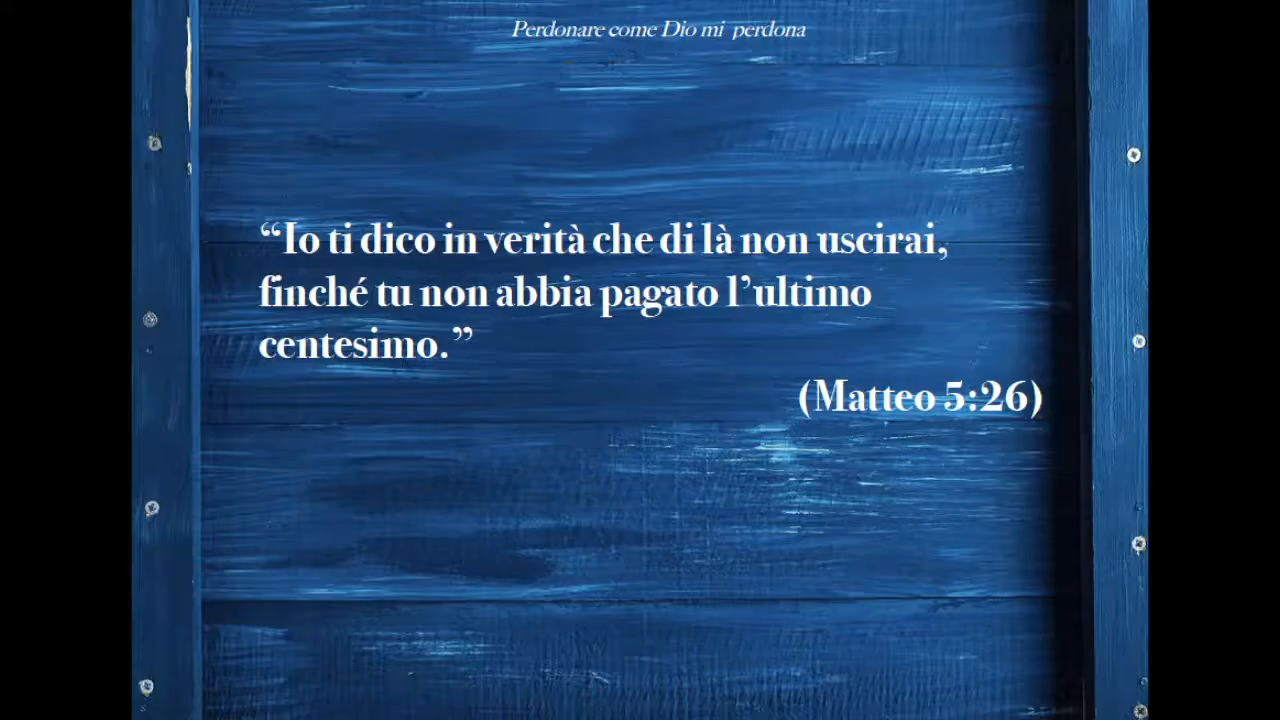 Perdonare come Dio mi perdona
“Io ti dico in verità che di là non uscirai,
finché tu non abbia pagato l’ultimo
centesimo.”
(Matteo 5:26)